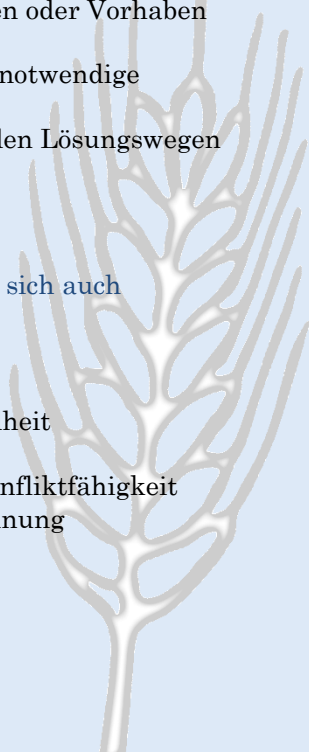 en oder Vorhaben
notwendige
len Lösungswegen
sich auch
heit
nfliktfähigkeit
nung